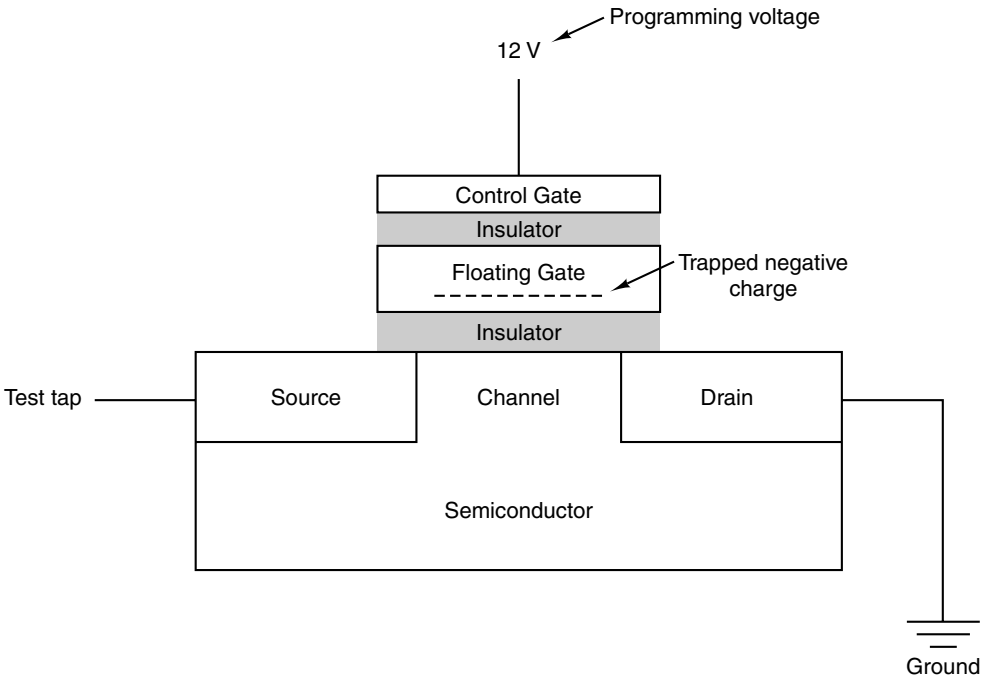 Programming voltage
12 V
Control Gate
Insulator
Floating Gate
Trapped negative
charge
Insulator
Test tap
Source
Channel
Drain
Semiconductor
Ground